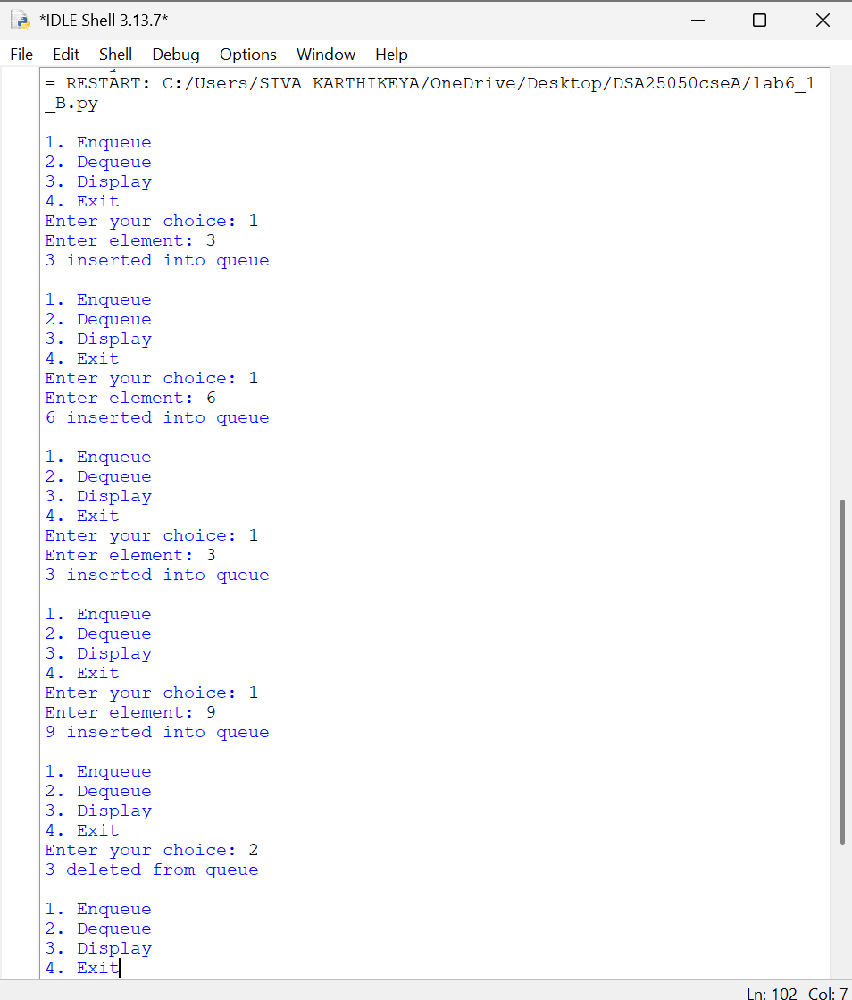 *IDLE Shell 3.13.7*
File Edit Shell Debug Options Window Help
= RESTART: C:/Users/SIVA KARTHIKEYA/OneDrive/Desktop/DSA25050cseA/lab6_1
_B.py

1. Enqueue
2. Dequeue
3. Display
4. Exit
Enter your choice: 1
Enter element: 3
3 inserted into queue

1. Enqueue
2. Dequeue
3. Display
4. Exit
Enter your choice: 1
Enter element: 6
6 inserted into queue

1. Enqueue
2. Dequeue
3. Display
4. Exit
Enter your choice: 1
Enter element: 3
3 inserted into queue

1. Enqueue
2. Dequeue
3. Display
4. Exit
Enter your choice: 1
Enter element: 9
9 inserted into queue

1. Enqueue
2. Dequeue
3. Display
4. Exit
Enter your choice: 2
3 deleted from queue

1. Enqueue
2. Dequeue
3. Display
4. Exit
Ln: 102 Col: 7